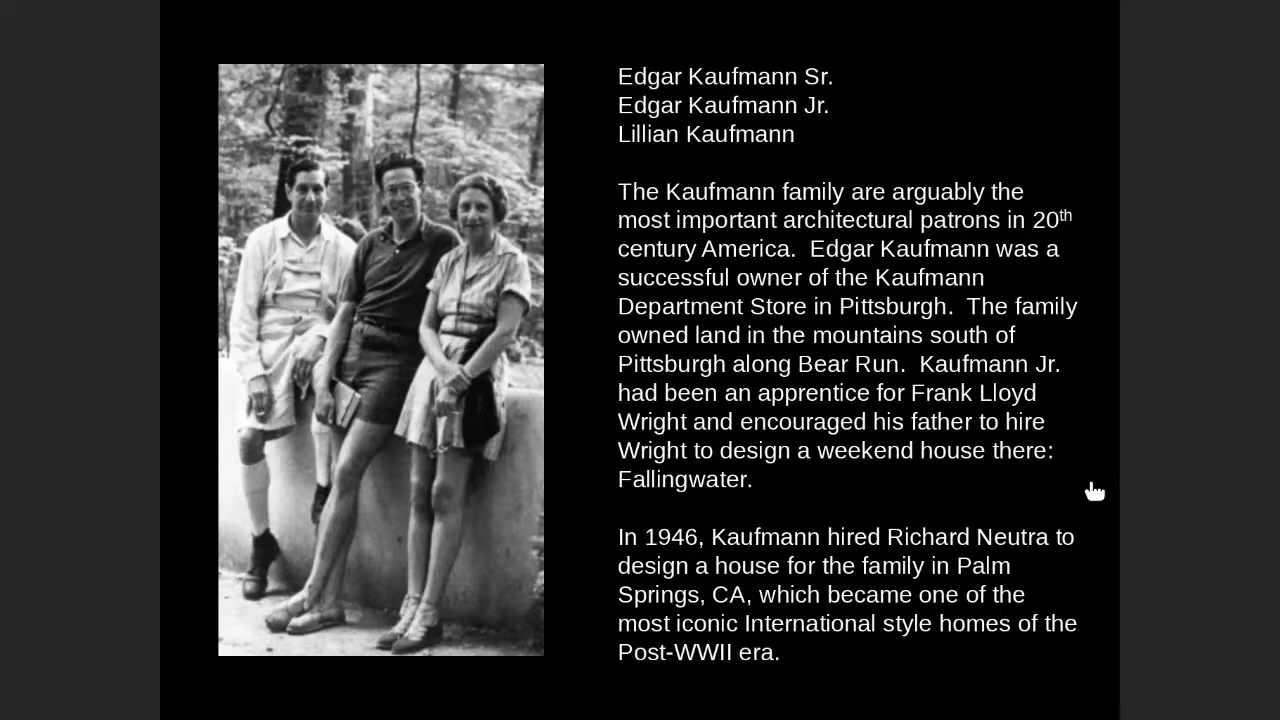 Edgar Kaufmann Sr.
Edgar Kaufmann Jr.
Lillian Kaufmann
The Kaufmann family are arguably the
most important architectural patrons in 20th
century America.  Edgar Kaufmann was a
successful owner of the Kaufmann
Department Store in Pittsburgh.  The family
owned land in the mountains south of
Pittsburgh along Bear Run.  Kaufmann Jr.
had been an apprentice for Frank Lloyd
Wright and encouraged his father to hire
Wright to design a weekend house there:
Fallingwater.
In 1946, Kaufmann hired Richard Neutra to
design a house for the family in Palm
Springs, CA, which became one of the
most iconic International style homes of the
Post-WWII era.